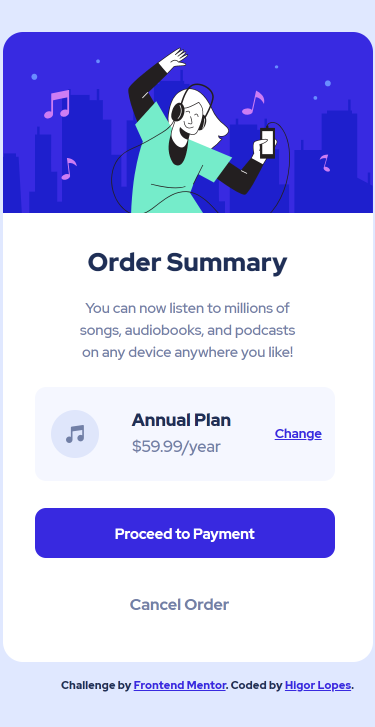 Order Summary
You can now listen to millions of
songs, audiobooks, and podcasts
on any device anywhere you like!
Annual Plan
$59.99/year
Change
Proceed to Payment
Cancel Order
Challenge by Frontend Mentor. Coded by Higor Lopes.